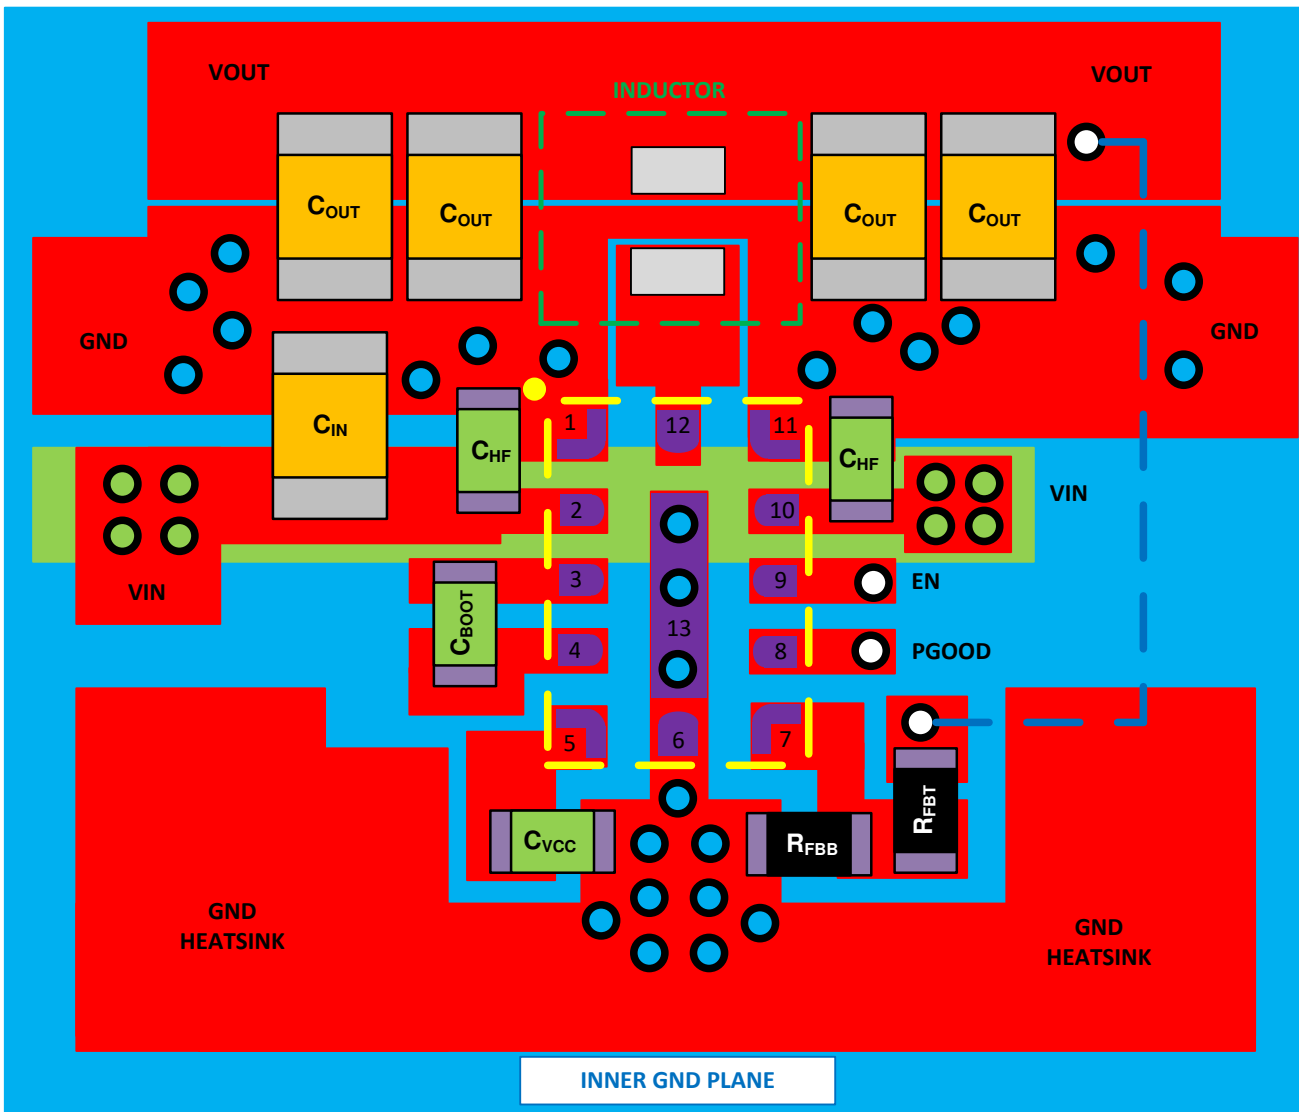 VOUT
VOUT
INDUCTOR
COUT
COUT
COUT
COUT
GND
GND
CIN
CHF
1
12
11
CHF
VIN
2
10
3
9
EN
VIN
CBOOT
13
4
8
PGOOD
5
6
7
RFBT
CVCC
RFBB
GND
HEATSINK
GND
HEATSINK
INNER GND PLANE